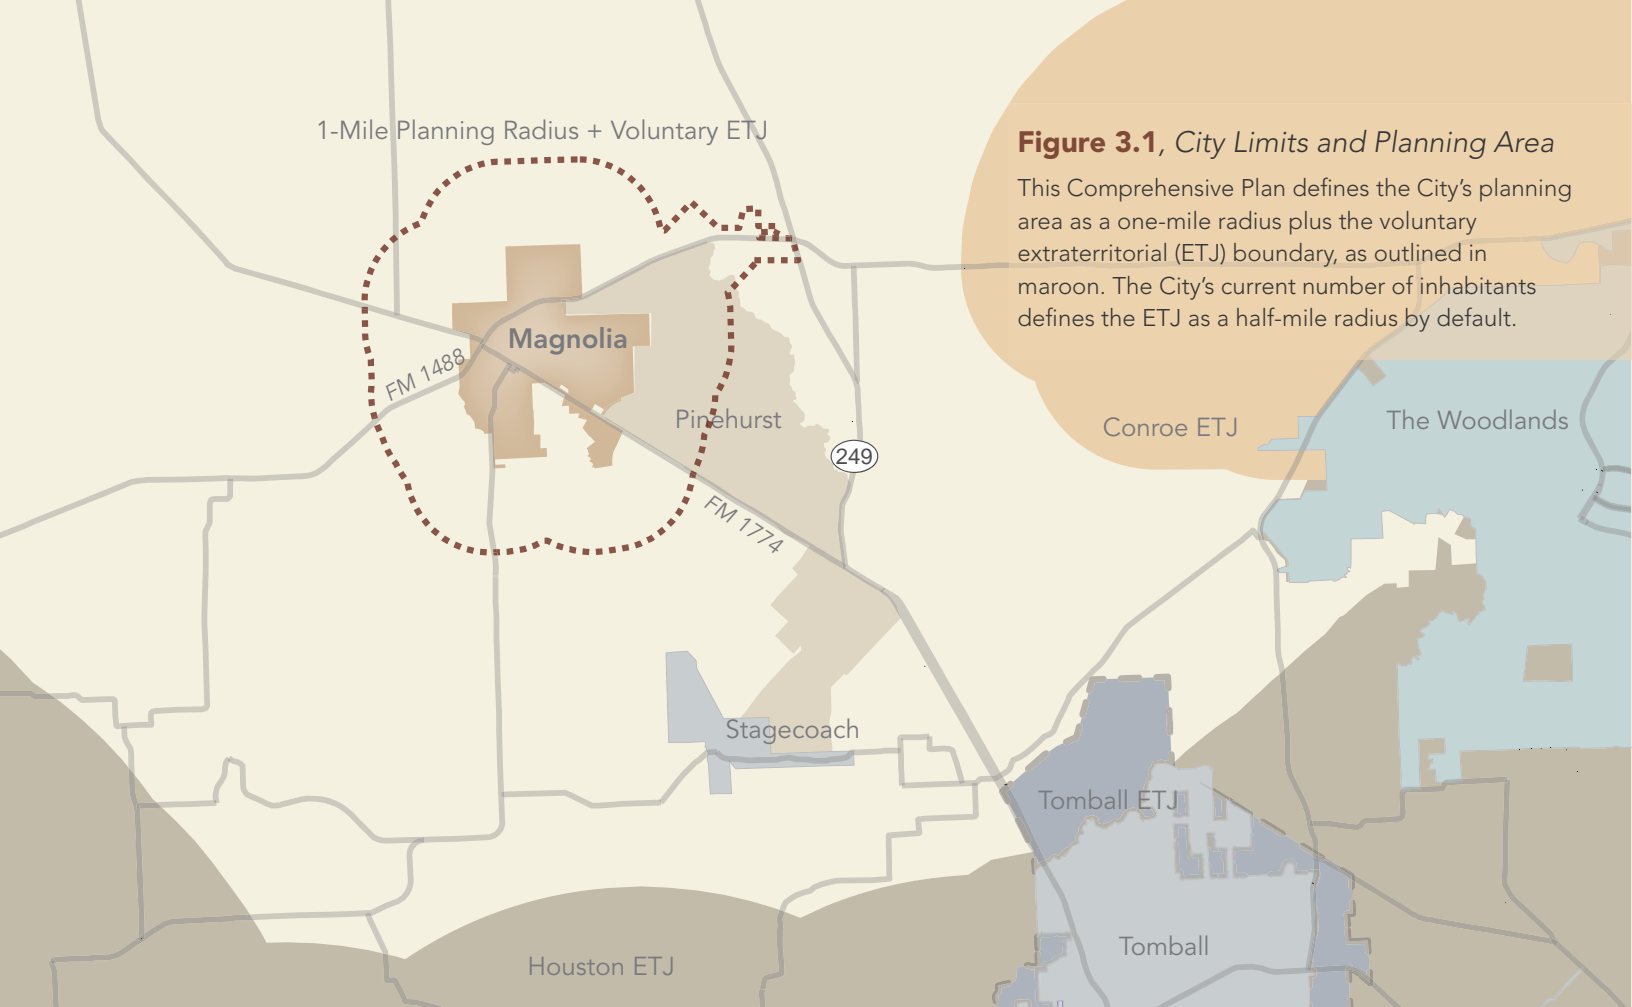 1-Mile Planning Radius + Voluntary ETJ
Figure 3.1, City Limits and Planning Area
This Comprehensive Plan defines the City's planning
area as a one-mile radius plus the voluntary
extraterritorial (ETJ) boundary, as outlined in
maroon. The City's current number of inhabitants
defines the ETJ as a half-mile radius by default.
Magnolia
FM 1488
Pinehurst
Conroe ETJ
The Woodlands
249
FM 1774
Stagecoach
Tomball ETJ
Tomball
Houston ETJ